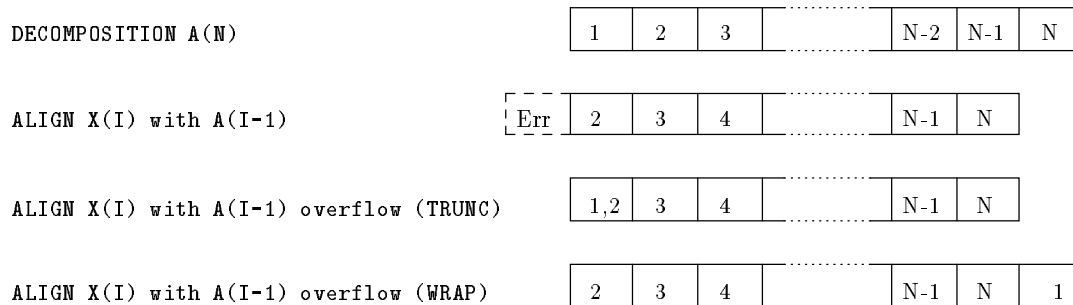 DECOMPOSITION A(N) 1 2 3 N-2 N-1 N
ALIGN X(I) with A(I-1) Err 2 3 4 N-1 N
ALIGN X(I) with A(I-1) overflow (TRUNC) 1,2 3 4 N-1 N
ALIGN X(I) with A(I-1) overflow (WRAP) 2 3 4 N-1 N 1